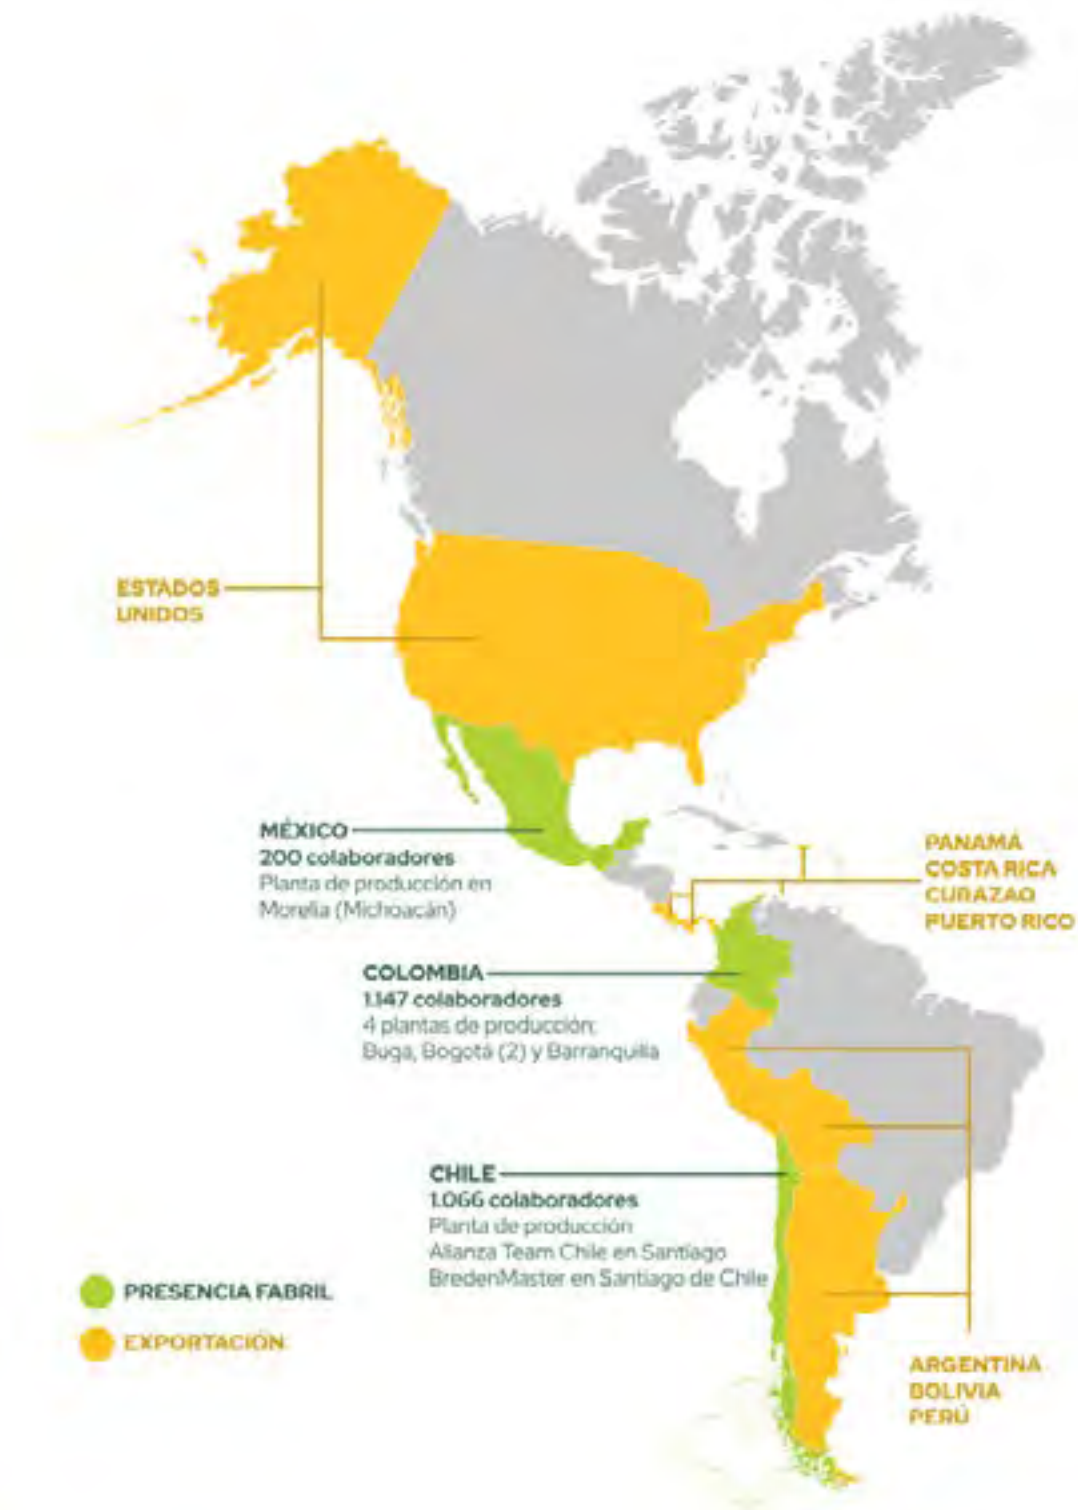 ESTADOS
UNIDOS
MÉXICO
200 colaboradores
Planta de producción en
Morelia (Michoacán)
PANAMÁ
COSTA RICA
CURAZAO
PUERTO RICO
COLOMBIA
1.147 colaboradores
4 plantas de producción:
Buga, Bogotá (2) y Barranquilla
CHILE
1.066 colaboradores
Planta de producción
Alianza Team Chile en Santiago
BredenMaster en Santiago de Chile
PRESENCIA FABRIL
EXPORTACIÓN
ARGENTINA
BOLIVIA
PERÚ